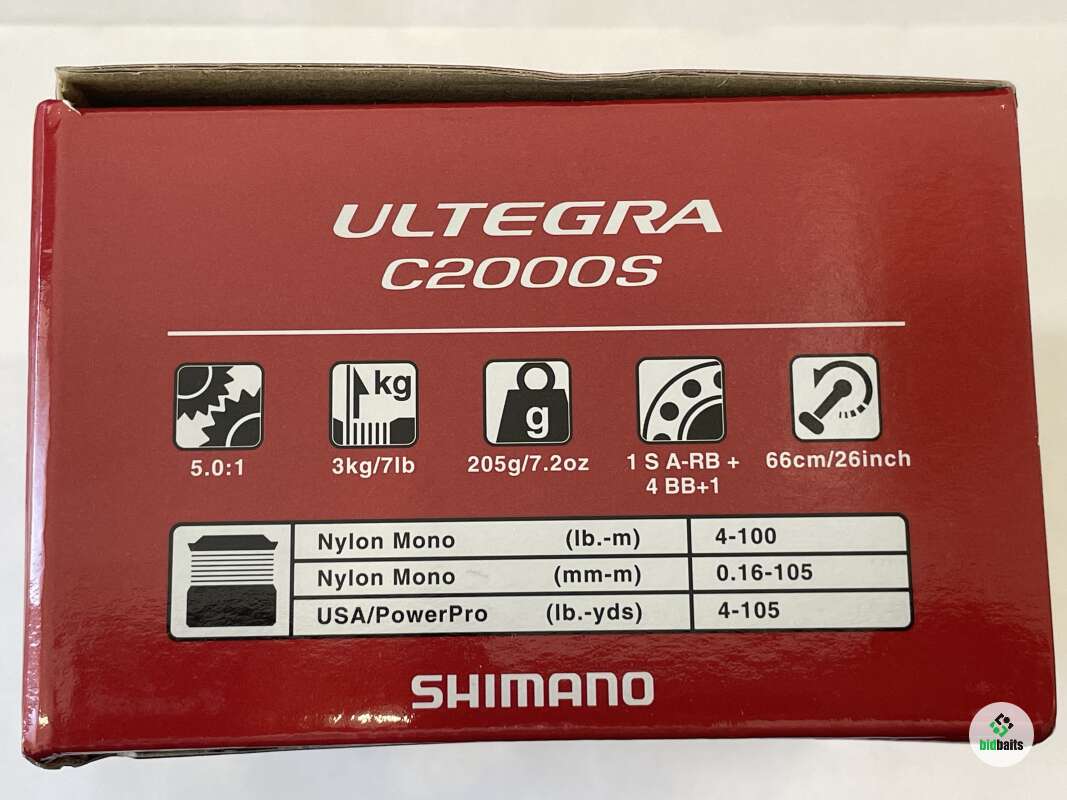 ULTEGRA
C2000S
kg
g
5.0:1
3kg/7lb
205g/7.2oz
1 S A-RB +
4 BB+1
66cm/26inch
Nylon Mono (lb.-m) 4-100
Nylon Mono (mm-m) 0.16-105
USA/PowerPro (lb.-yds) 4-105
SHIMANO
bidbaits